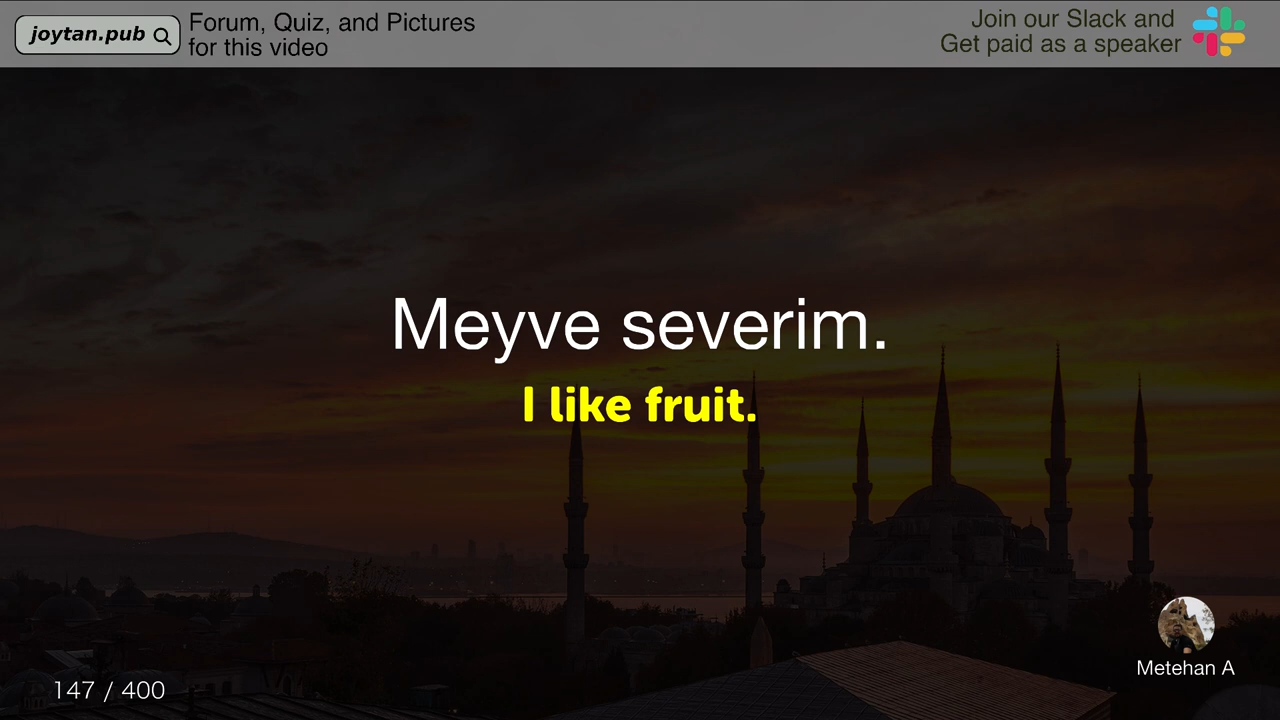 joytan.pub
Forum, Quiz, and Pictures
for this video
Join our Slack and
Get paid as a speaker
Meyve severim.
I like fruit.
Metehan A
147 / 400